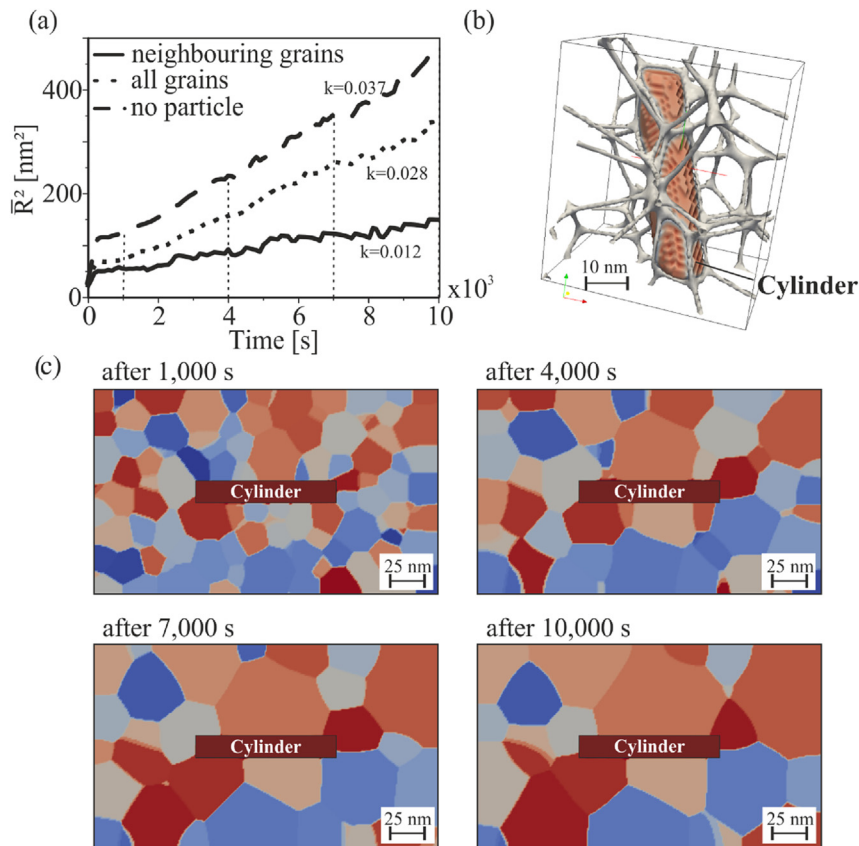 (a)
neighbouring grains
all grains
no particle
k=0.037
k=0.028
k=0.012
R̅² [nm²]
400
200
0
0 2 4 6 8 10
x10³
Time [s]
(b)
10 nm
Cylinder
(c)
after 1,000 s
Cylinder
25 nm
after 4,000 s
Cylinder
25 nm
after 7,000 s
Cylinder
25 nm
after 10,000 s
Cylinder
25 nm